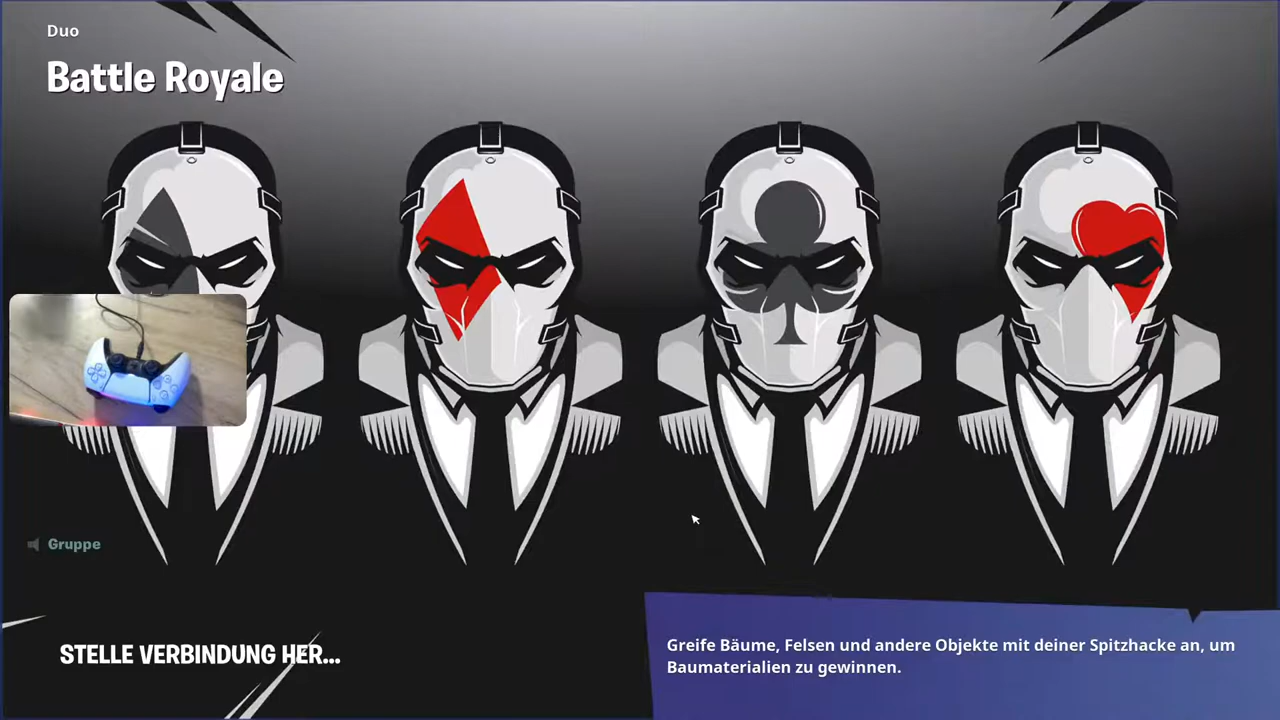 Duo
Battle Royale
Gruppe
STELLE VERBINDUNG HER...
Greife Bäume, Felsen und andere Objekte mit deiner Spitzhacke an, um
Baumaterialien zu gewinnen.